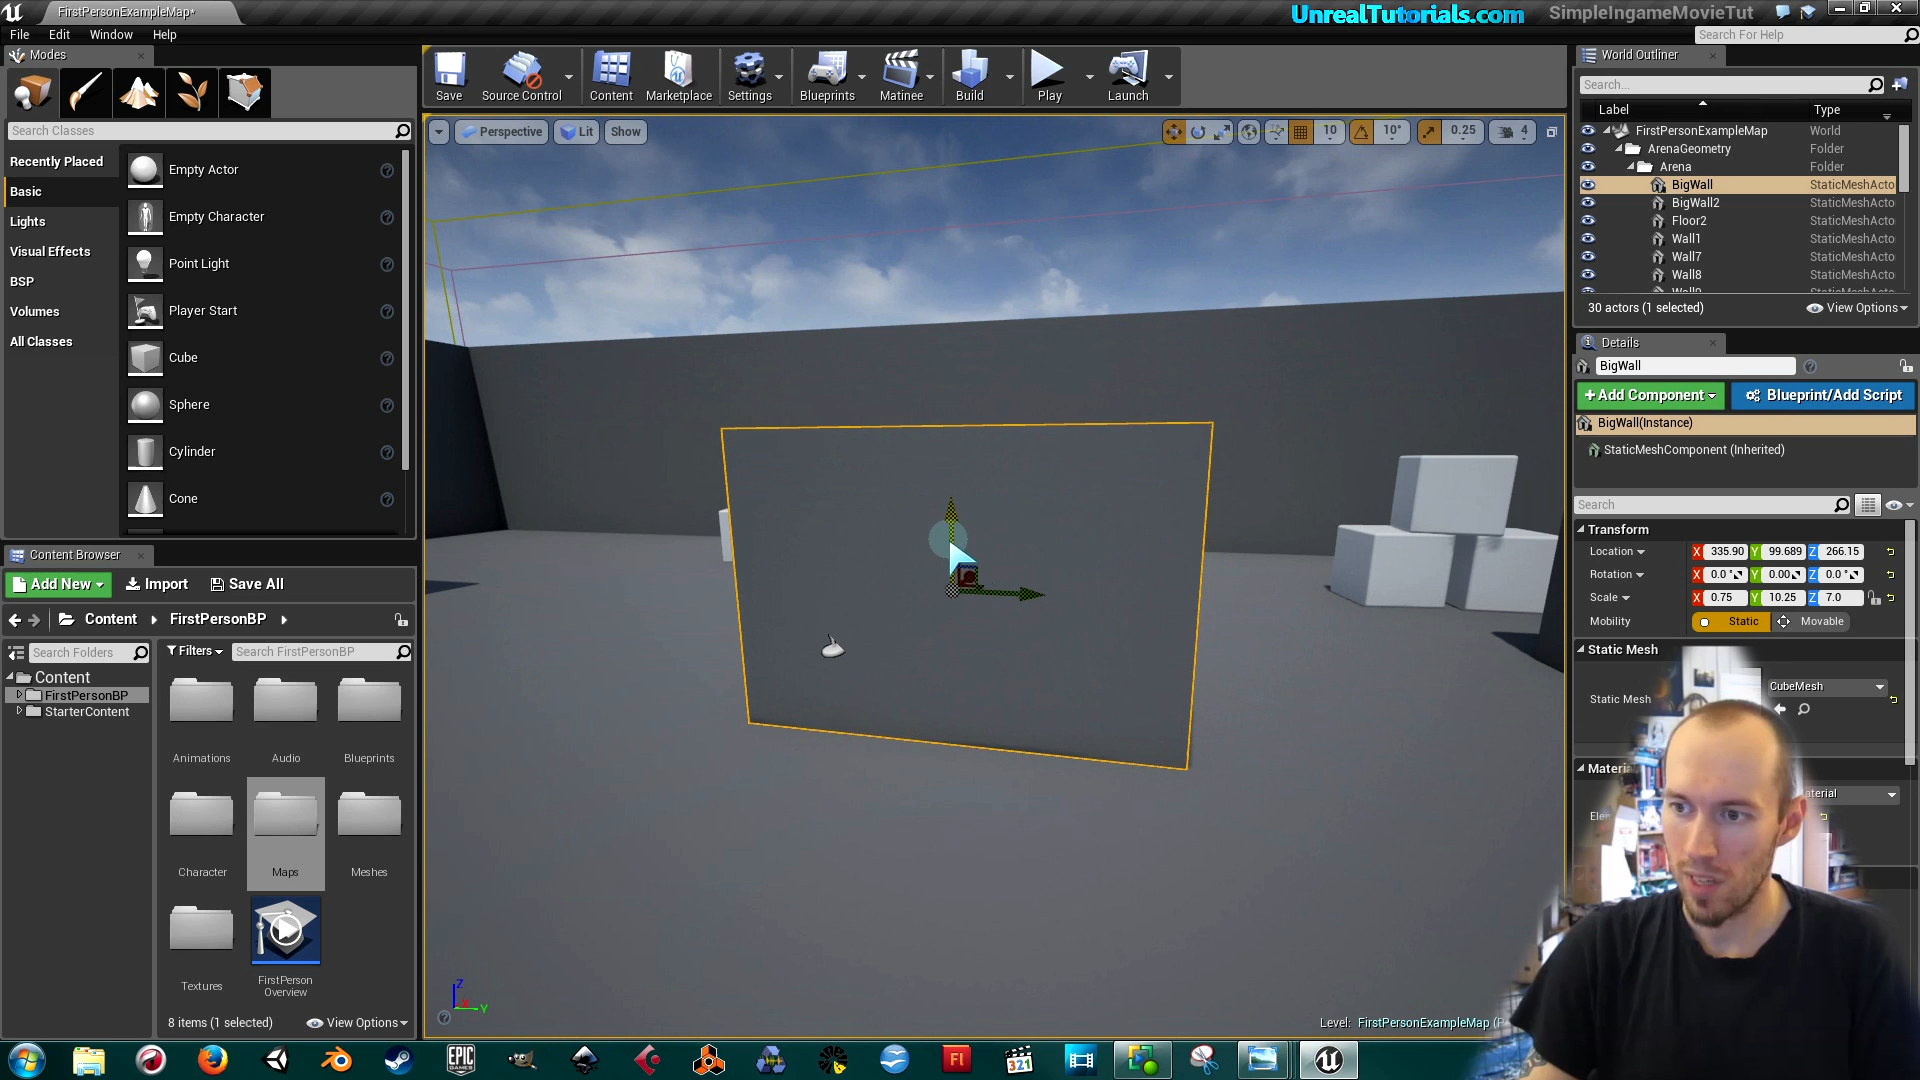 FirstPersonExampleMap*
UnrealTutorials.com
SimpleIngameMovieTut
File Edit Window Help
Search For Help
Modes
Search Classes
Recently Placed
Basic
Lights
Visual Effects
BSP
Volumes
All Classes
Empty Actor
Empty Character
Point Light
Player Start
Cube
Sphere
Cylinder
Cone
Save
Source Control
Content
Marketplace
Settings
Blueprints
Matinee
Build
Play
Launch
Perspective
Lit
Show
10
10°
0.25
4
World Outliner
Search...
Label Type
FirstPersonExampleMap World
ArenaGeometry Folder
Arena Folder
BigWall StaticMeshActo
BigWall2 StaticMeshActo
Floor2 StaticMeshActo
Wall1 StaticMeshActo
Wall7 StaticMeshActo
Wall8 StaticMeshActo
30 actors (1 selected)
View Options
Details
BigWall
+Add Component
Blueprint/Add Script
BigWall(Instance)
StaticMeshComponent (Inherited)
Search
Transform
Location X 335.90 Y 99.689 Z 266.15
Rotation X 0.0 ° Y 0.00 Z 0.0 °
Scale X 0.75 Y 10.25 Z 7.0
Mobility Static Movable
Static Mesh
Static Mesh CubeMesh
Content Browser
Add New
Import
Save All
Content
FirstPersonBP
Search Folders
Filters
Search FirstPersonBP
Content
FirstPersonBP
StarterContent
Animations
Audio
Blueprints
Character
Maps
Meshes
Textures
FirstPerson
Overview
8 items (1 selected)
View Options
Z
X
Y
Level: FirstPersonExampleMap (P
EPIC
GAMES
Fl
321